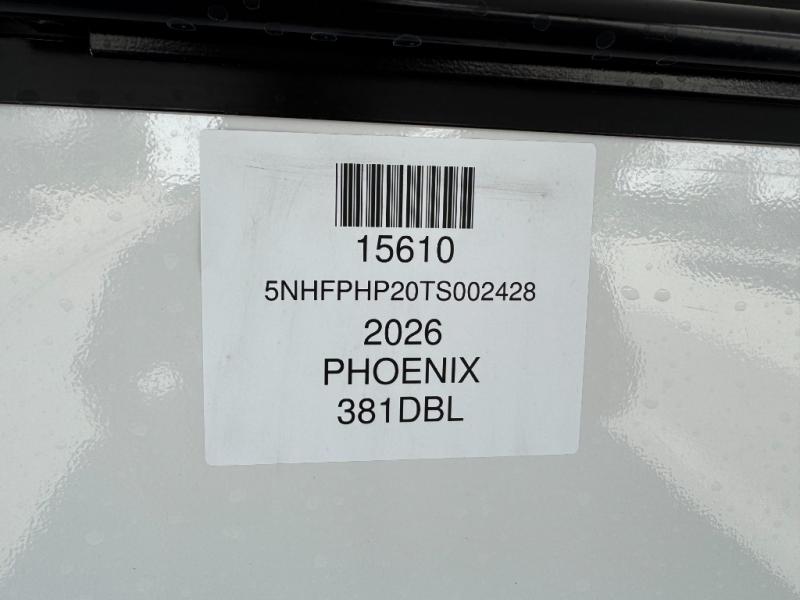 15610
5NHFPHP20TS002428
2026
PHOENIX
381DBL